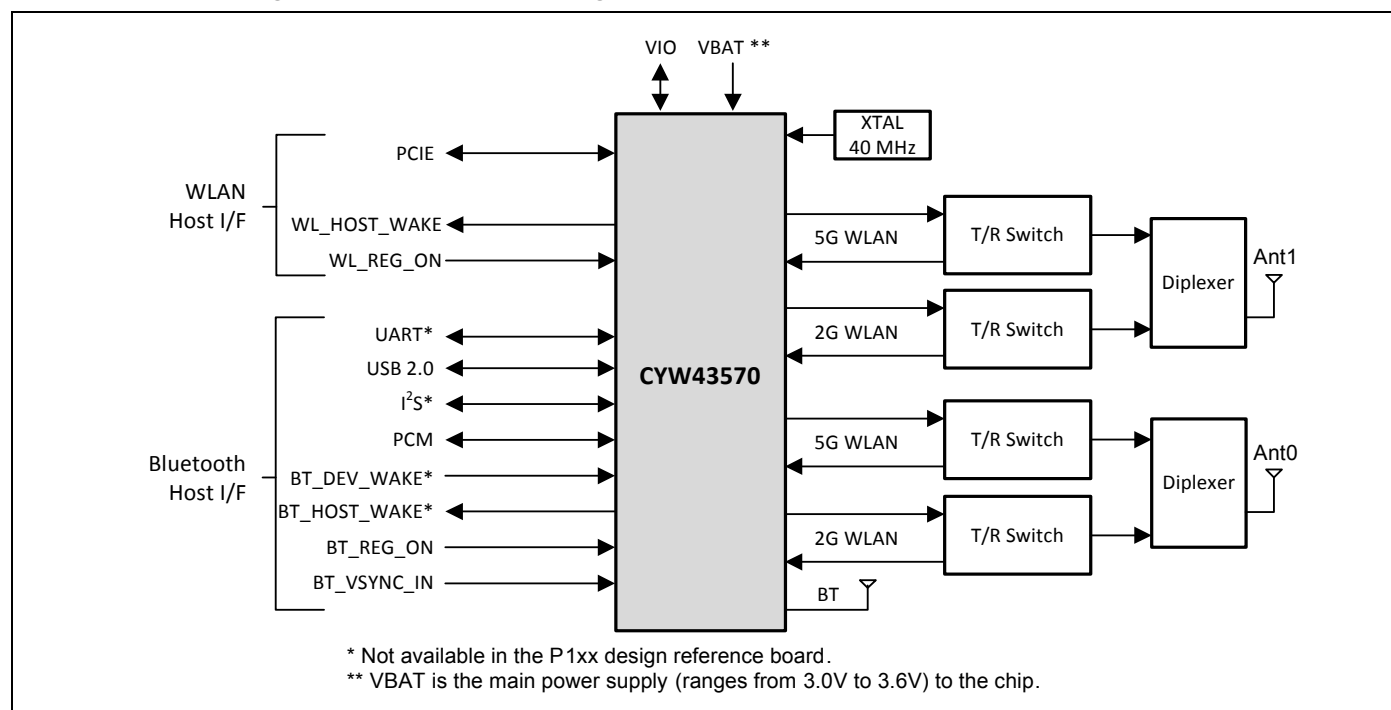 VIO VBAT **
XTAL
40 MHz
WLAN
Host I/F
PCIE
WL_HOST_WAKE
WL_REG_ON
Bluetooth
Host I/F
UART*
USB 2.0
I²S*
PCM
BT_DEV_WAKE*
BT_HOST_WAKE*
BT_REG_ON
BT_VSYNC_IN
CYW43570
5G WLAN
T/R Switch
2G WLAN
T/R Switch
Diplexer
Ant1
5G WLAN
T/R Switch
2G WLAN
T/R Switch
Diplexer
Ant0
BT
* Not available in the P1xx design reference board.
** VBAT is the main power supply (ranges from 3.0V to 3.6V) to the chip.